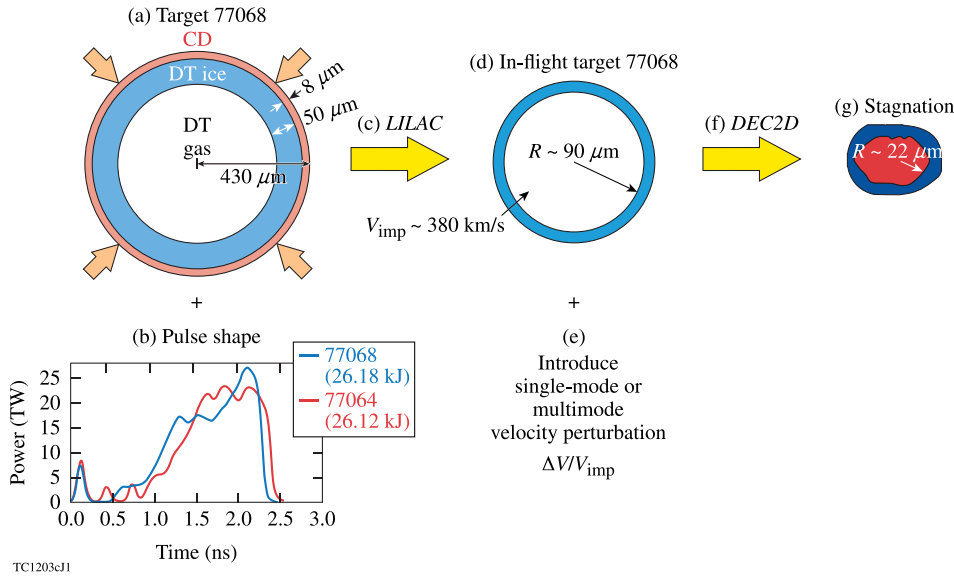 (a) Target 77068
CD
DT ice
8 μm
50 μm
DT
gas
430 μm
(c) LILAC
(d) In-flight target 77068
R ~ 90 μm
V_imp ~ 380 km/s
(f) DEC2D
(g) Stagnation
R ~ 22 μm
+
+
(b) Pulse shape
77068
(26.18 kJ)
77064
(26.12 kJ)
Power (TW)
25
20
15
10
5
0
0.0 0.5 1.0 1.5 2.0 2.5 3.0
Time (ns)
(e)
Introduce
single-mode or
multimode
velocity perturbation
ΔV/V_imp
TC1203cJ1